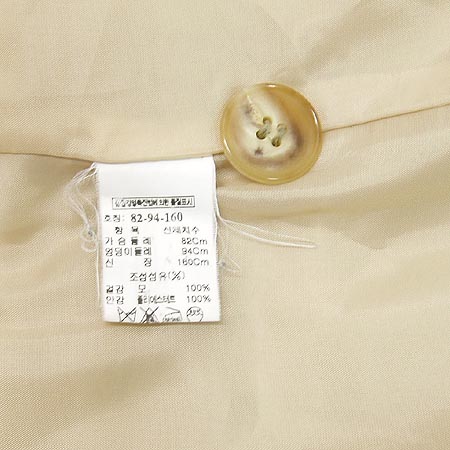 호칭: 82-94-160
항 목 신체치수
가슴둘레 82Cm
엉덩이둘레 94Cm
신 장 160Cm
조성섬유(%)
겉감 모 100%
안감 폴리에스테르 100%